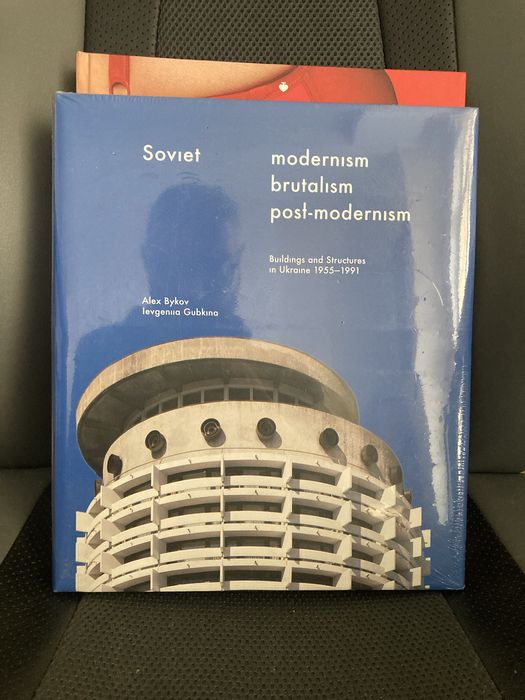 Soviet
modernism
brutalism
post-modernism
Buildings and Structures
in Ukraine 1955–1991
Alex Bykov
Ievgeniia Gubkina